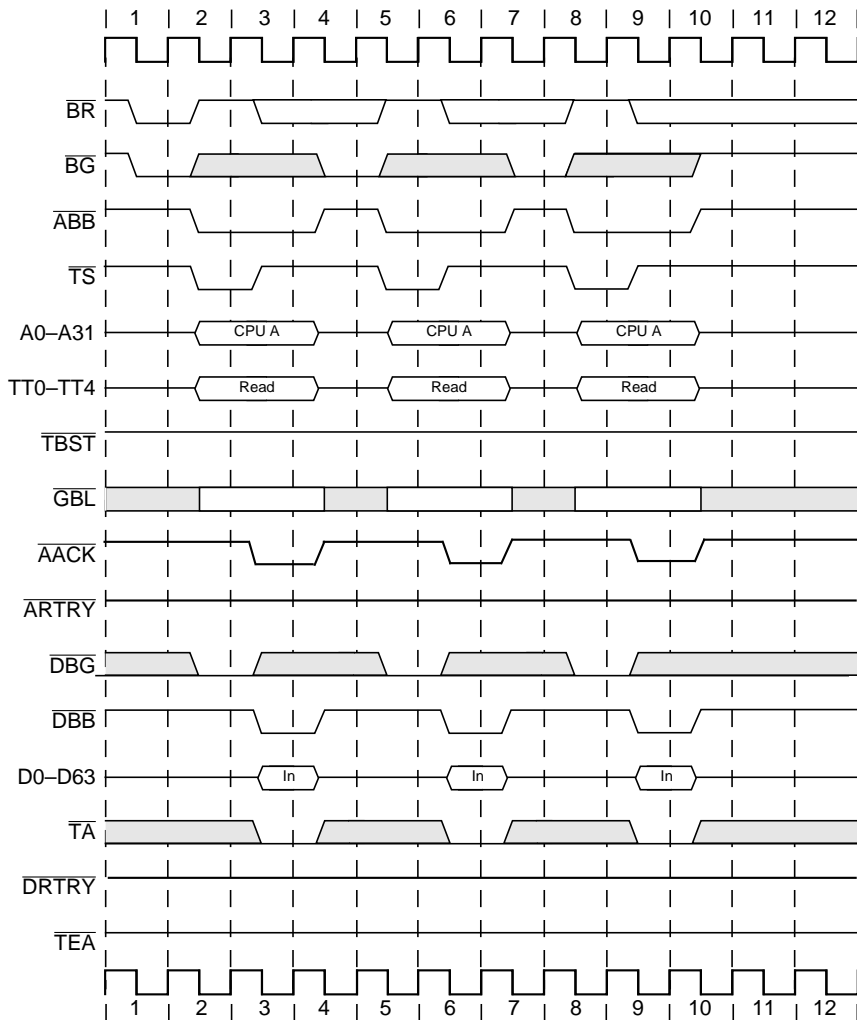 | 1 | 2 | 3 | 4 | 5 | 6 | 7 | 8 | 9 | 10 | 11 | 12 |
BR
BG
ABB
TS
A0–A31 CPU A CPU A CPU A
TT0–TT4 Read Read Read
TBST
GBL
AACK
ARTRY
DBG
DBB
D0–D63 In In In
TA
DRTRY
TEA
| 1 | 2 | 3 | 4 | 5 | 6 | 7 | 8 | 9 | 10 | 11 | 12 |